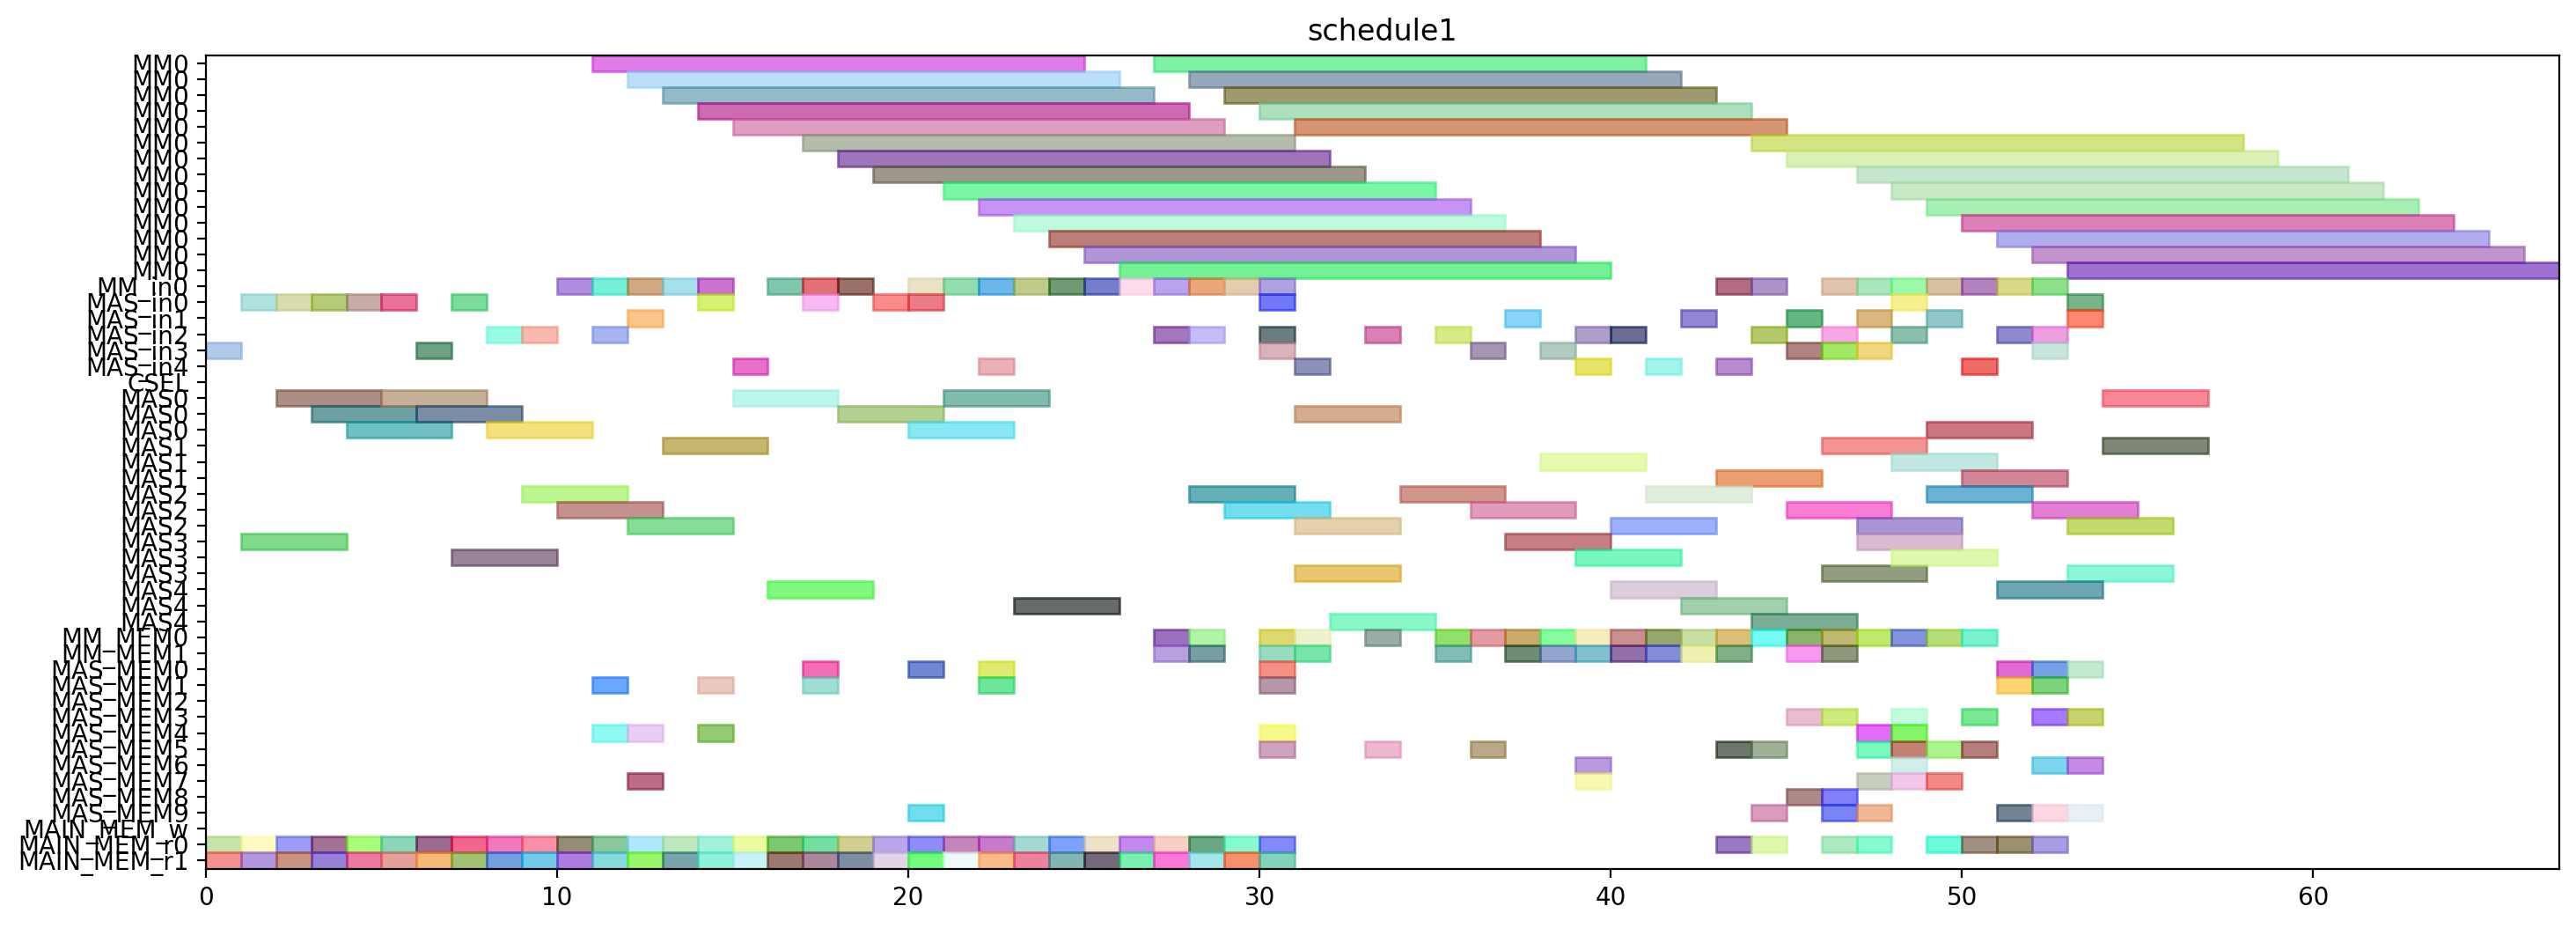 schedule1
MM0
MM0
MM0
MM0
MM0
MM0
MM0
MM0
MM0
MM0
MM0
MM0
MM0
MM0
MM_in0
MAS_in0
MAS_in1
MAS_in2
MAS_in3
MAS_in4
CSEL
MAS0
MAS0
MAS0
MAS1
MAS1
MAS1
MAS2
MAS2
MAS2
MAS3
MAS3
MAS3
MAS4
MAS4
MAS4
MM_MEM0
MM_MEM1
MAS_MEM0
MAS_MEM1
MAS_MEM2
MAS_MEM3
MAS_MEM4
MAS_MEM5
MAS_MEM6
MAS_MEM7
MAS_MEM8
MAS_MEM9
MAIN_MEM_w
MAIN_MEM_r0
MAIN_MEM_r1
0 10 20 30 40 50 60